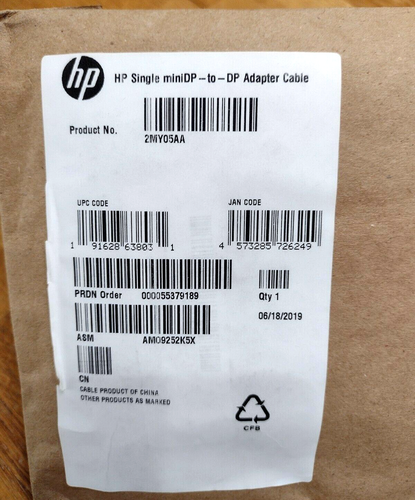 hp HP Single miniDP-to-DP Adapter Cable
Product No.
2MY05AA
UPC CODE JAN CODE
1 91628 63803 1 4 573285 726249
PRDN Order 000055379189 Qty 1
06/18/2019
ASM AM09252K5X
CN
CABLE PRODUCT OF CHINA
OTHER PRODUCTS AS MARKED
CFB